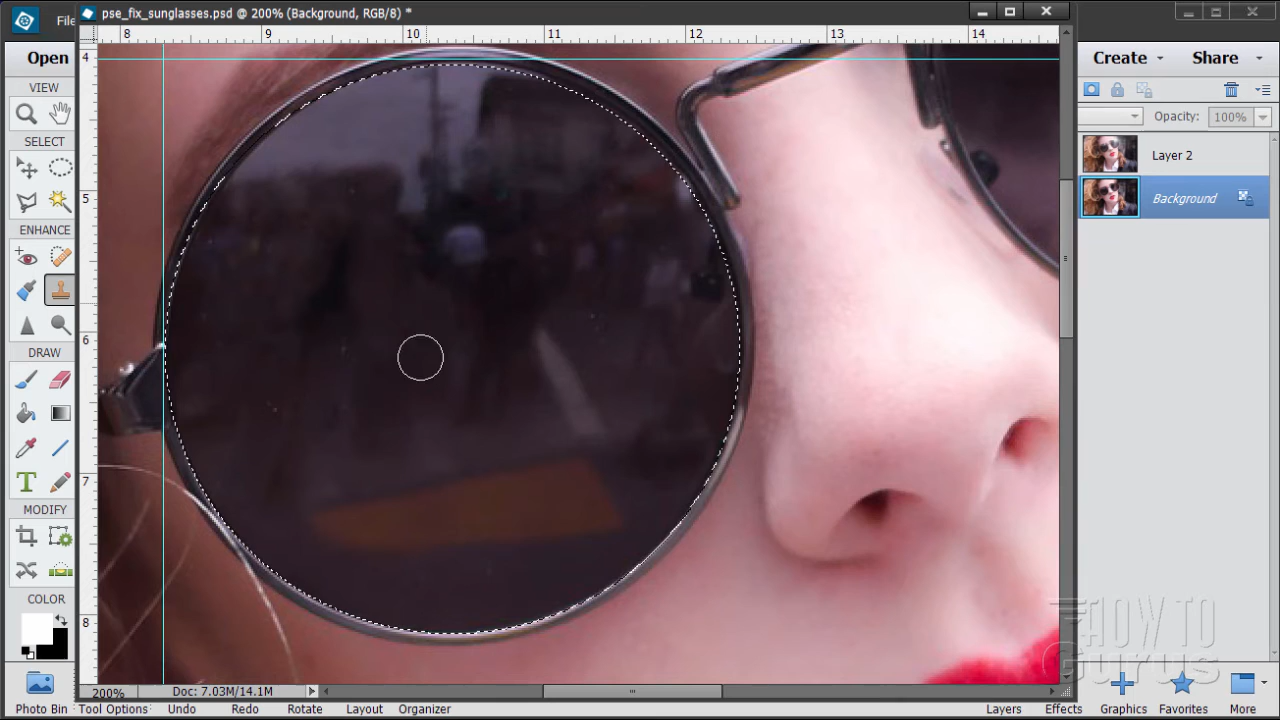 File
pse_fix_sunglasses.psd @ 200% (Background, RGB/8) *
Open
Create
Share
8 9 10 11 12 13 14
4
5
6
7
8
VIEW
SELECT
ENHANCE
DRAW
T
MODIFY
COLOR
Opacity: 100%
Layer 2
Background
HOW TO
Gurus
200%
Doc: 7.03M/14.1M
Photo Bin
Tool Options
Undo
Redo
Rotate
Layout
Organizer
Layers
Effects
Graphics
Favorites
More